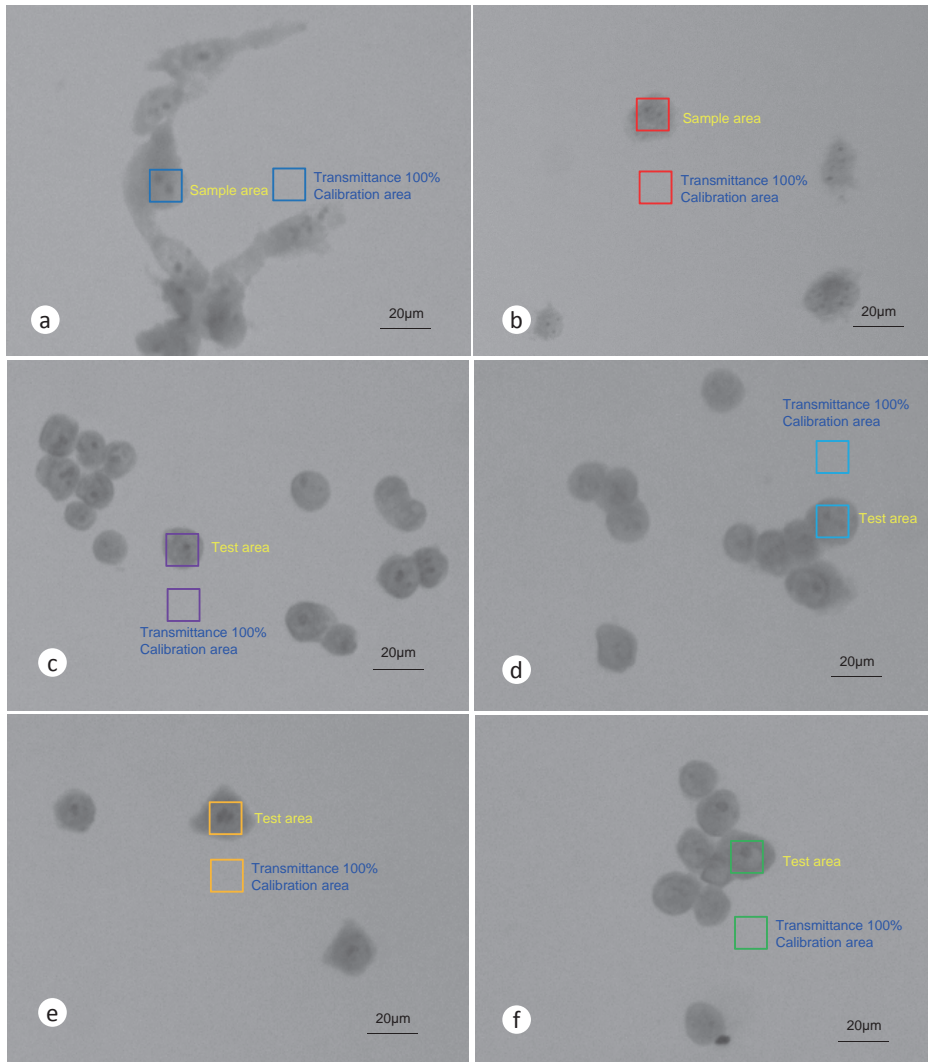 Sample area
Transmittance 100%
Calibration area
20μm
a
Sample area
Transmittance 100%
Calibration area
20μm
b
Test area
Transmittance 100%
Calibration area
20μm
c
Transmittance 100%
Calibration area
Test area
20μm
d
Test area
Transmittance 100%
Calibration area
20μm
e
Test area
Transmittance 100%
Calibration area
20μm
f